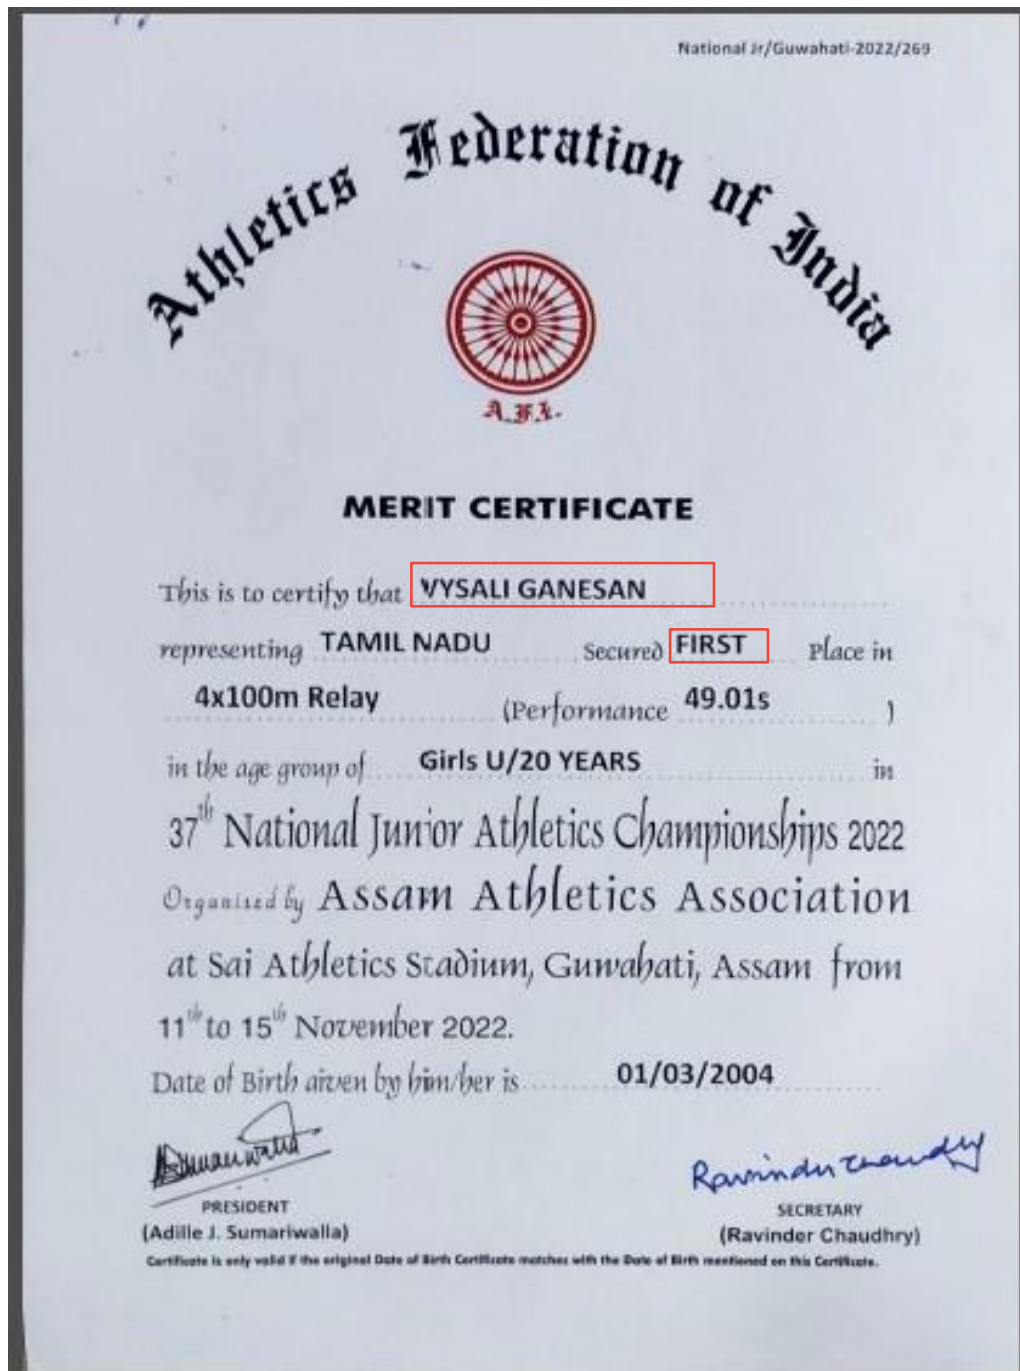 National Jr/Guwahati-2022/269
Athletics Federation of India
A.F.I.
MERIT CERTIFICATE
This is to certify that VYSALI GANESAN
representing TAMIL NADU Secured FIRST Place in
4x100m Relay (Performance 49.01s )
in the age group of Girls U/20 YEARS in
37th National Junior Athletics Championships 2022
Organised by Assam Athletics Association
at Sai Athletics Stadium, Guwahati, Assam from
11th to 15th November 2022.
Date of Birth given by him/her is 01/03/2004
Ravinder Chaudhry
PRESIDENT SECRETARY
(Adille J. Sumariwalla) (Ravinder Chaudhry)
Certificate is only valid if the original Date of Birth Certificate matches with the Date of Birth mentioned on this Certificate.